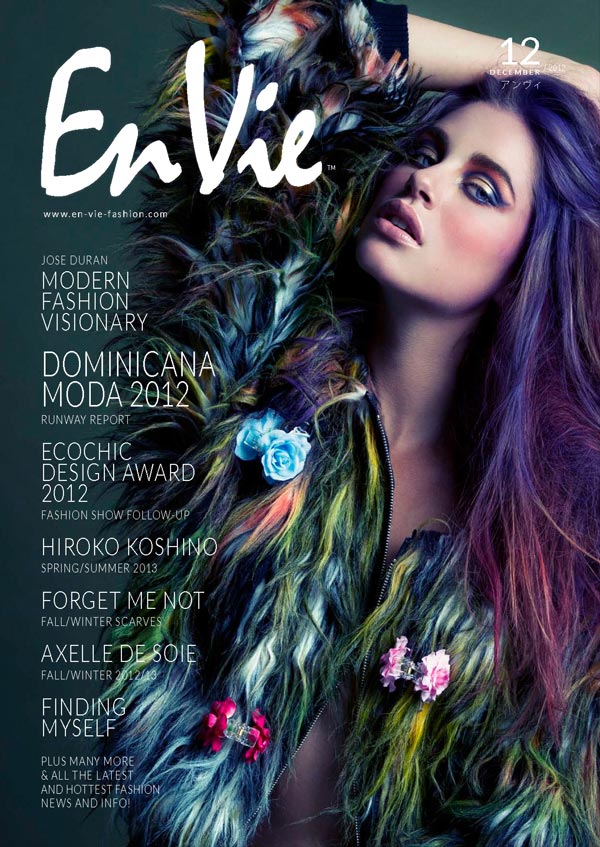 En Vie
TM
www.en-vie-fashion.com
12
DECEMBER / 2012
アンヴィ
JOSE DURAN
MODERN
FASHION
VISIONARY
DOMINICANA
MODA 2012
RUNWAY REPORT
ECOCHIC
DESIGN AWARD
2012
FASHION SHOW FOLLOW-UP
HIROKO KOSHINO
SPRING/SUMMER 2013
FORGET ME NOT
FALL/WINTER SCARVES
AXELLE DE SOIE
FALL/WINTER 2012/13
FINDING
MYSELF
PLUS MANY MORE
& ALL THE LATEST
AND HOTTEST FASHION
NEWS AND INFO!